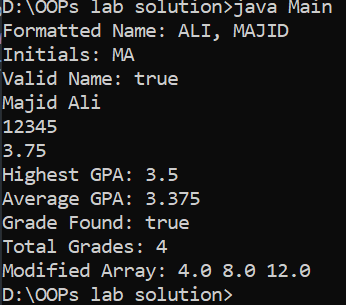 D:\OOPs lab solution>java Main
Formatted Name: ALI, MAJID
Initials: MA
Valid Name: true
Majid Ali
12345
3.75
Highest GPA: 3.5
Average GPA: 3.375
Grade Found: true
Total Grades: 4
Modified Array: 4.0 8.0 12.0
D:\OOPs lab solution>